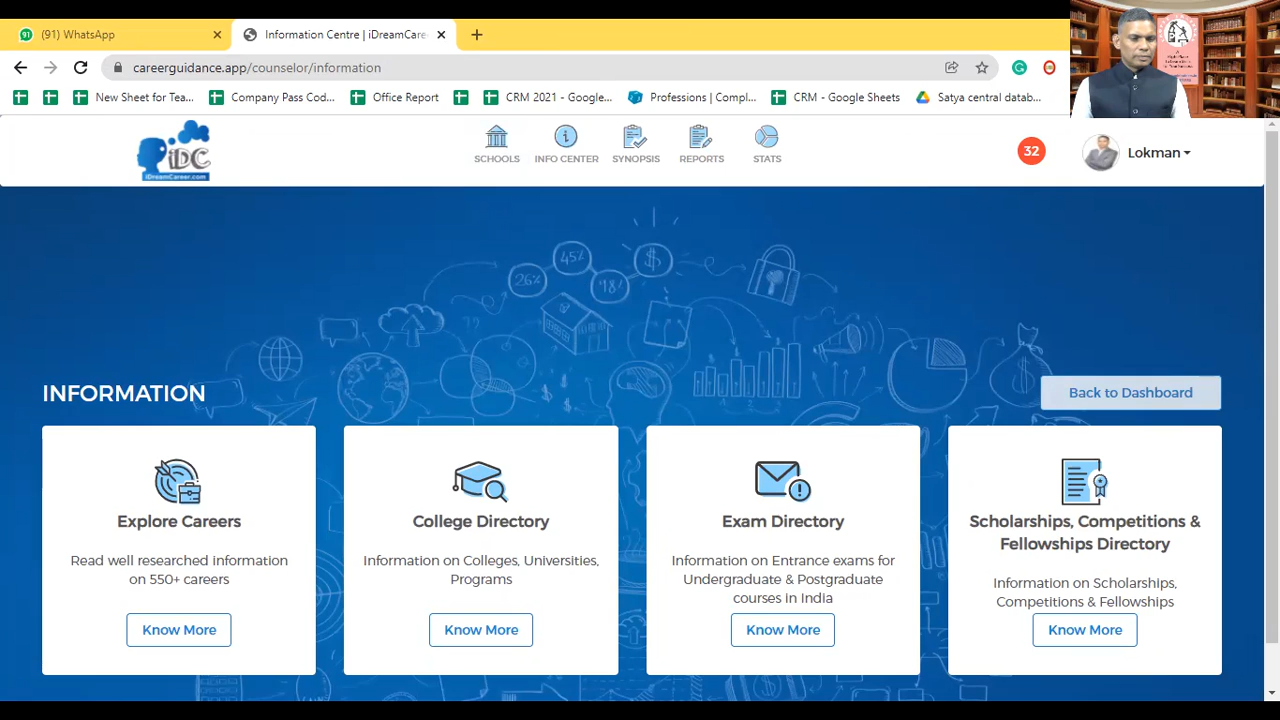 (91) WhatsApp
Information Centre | iDreamCare
careerguidance.app/counselor/information
New Sheet for Tea...
Company Pass Cod...
Office Report
CRM 2021 - Google...
Professions | Compl...
CRM - Google Sheets
Satya central datab...
iDC
iDreamCareer.com
SCHOOLS
INFO CENTER
SYNOPSIS
REPORTS
STATS
32
Lokman
26%
45%
$
'18'
INFORMATION
Back to Dashboard
Explore Careers
Read well researched information
on 550+ careers
Know More
College Directory
Information on Colleges, Universities,
Programs
Know More
Exam Directory
Information on Entrance exams for
Undergraduate & Postgraduate
courses in India
Know More
Scholarships, Competitions &
Fellowships Directory
Information on Scholarships,
Competitions & Fellowships
Know More